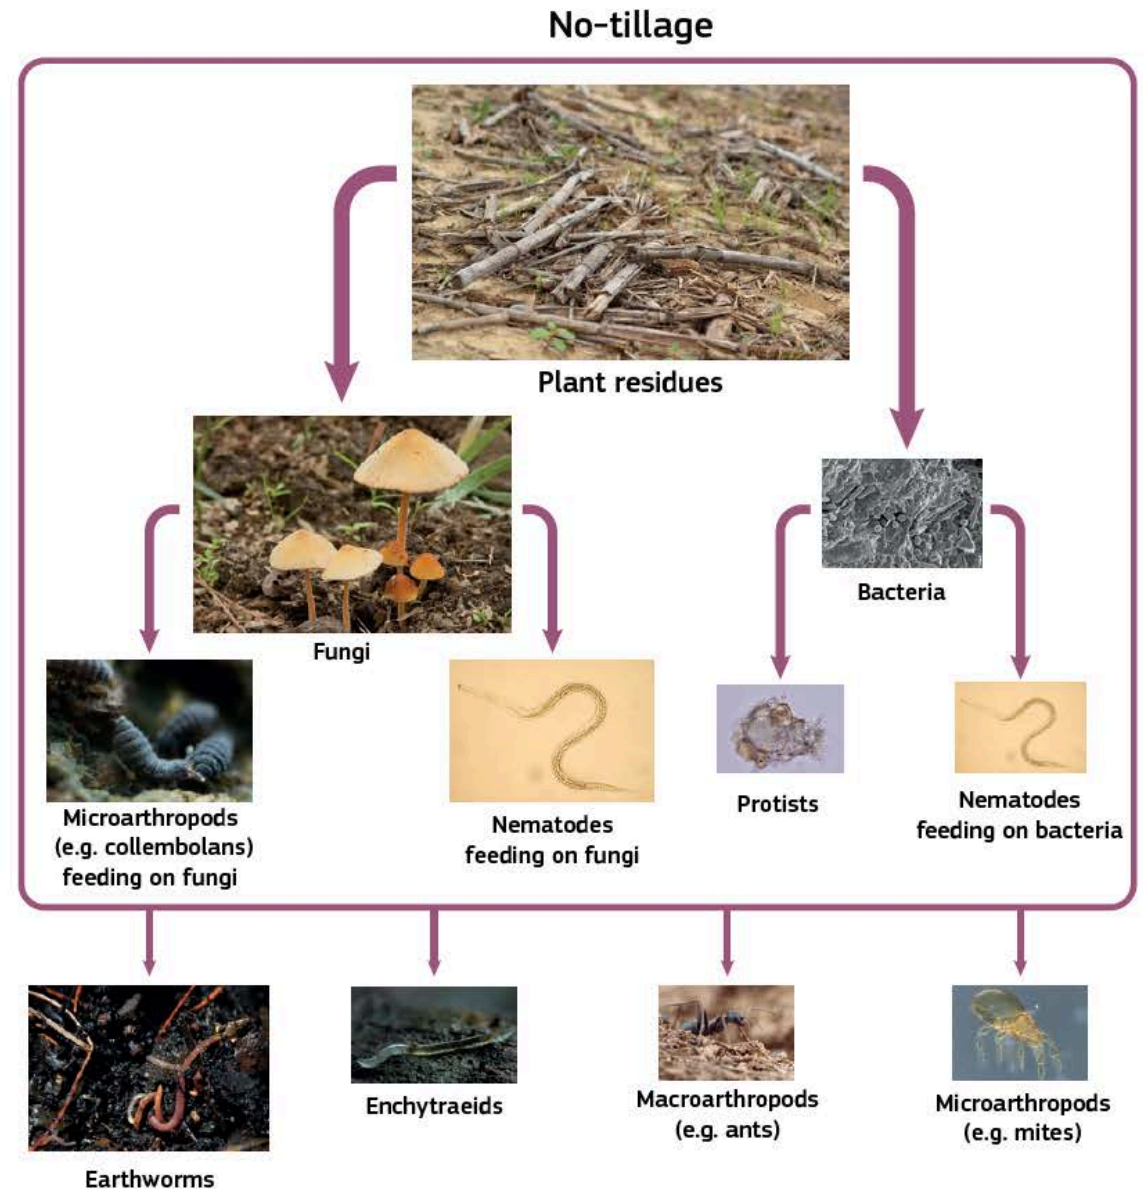 No-tillage
Plant residues
Fungi
Bacteria
Microarthropods
(e.g. collembolans)
feeding on fungi
Nematodes
feeding on fungi
Protists
Nematodes
feeding on bacteria
Earthworms
Enchytraeids
Macroarthropods
(e.g. ants)
Microarthropods
(e.g. mites)